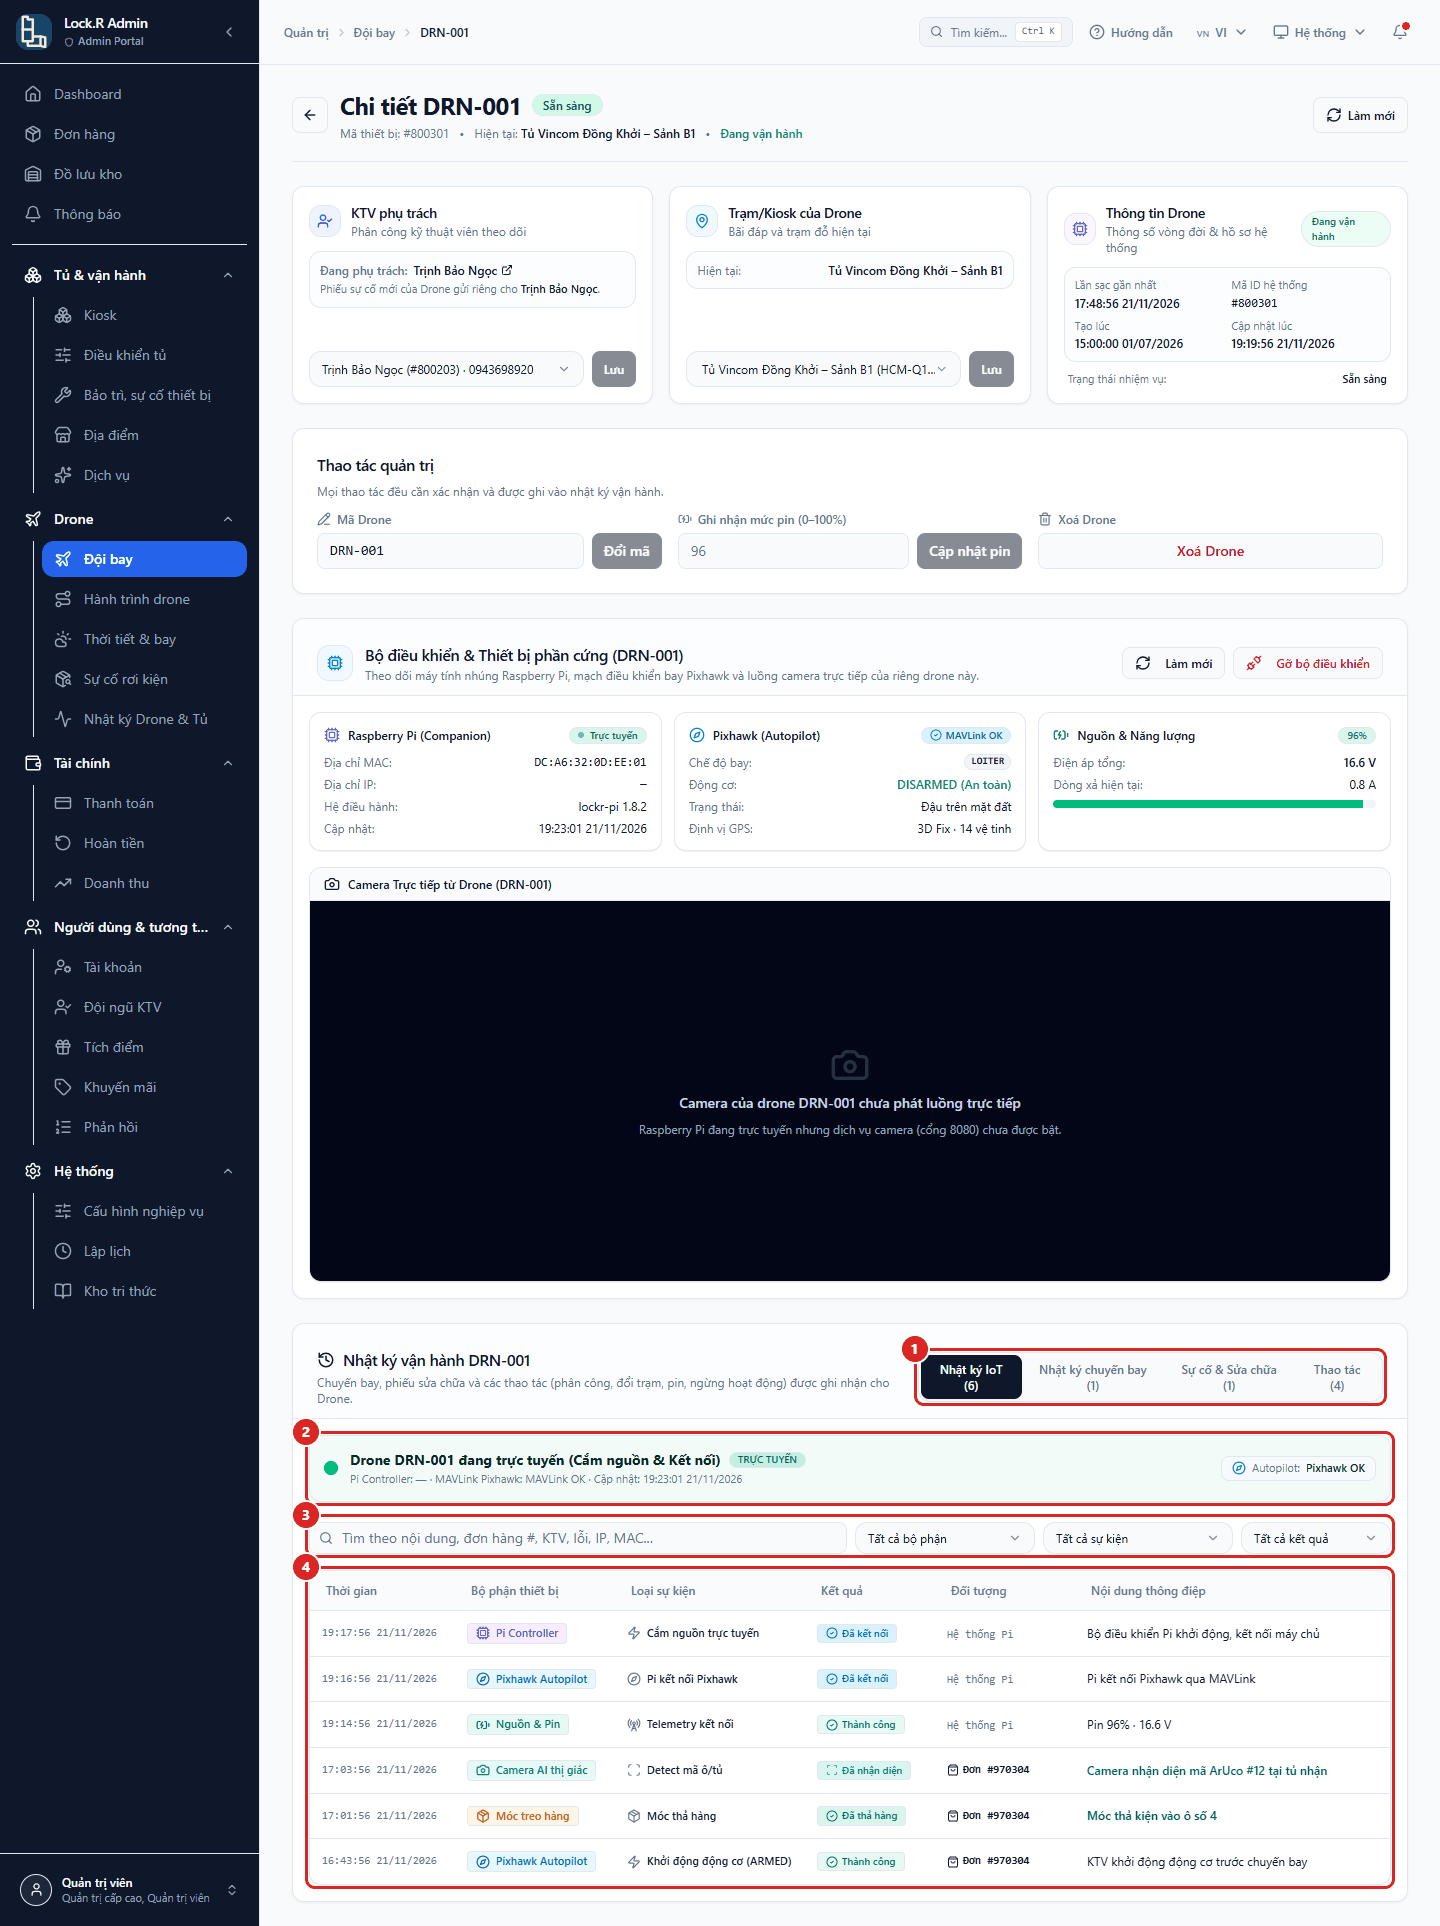 Lock.R Admin
Admin Portal
Dashboard
Đơn hàng
Đồ lưu kho
Thông báo
Tủ & vận hành
Kiosk
Điều khiển tủ
Bảo trì, sự cố thiết bị
Địa điểm
Dịch vụ
Drone
Đội bay
Hành trình drone
Thời tiết & bay
Sự cố rơi kiện
Nhật ký Drone & Tủ
Tài chính
Thanh toán
Hoàn tiền
Doanh thu
Người dùng & tương t...
Tài khoản
Đội ngũ KTV
Tích điểm
Khuyến mãi
Phản hồi
Hệ thống
Cấu hình nghiệp vụ
Lập lịch
Kho tri thức
Quản trị viên
Quản trị cấp cao, Quản trị viên
Quản trị > Đội bay > DRN-001
Tìm kiếm... Ctrl K
Hướng dẫn
VN VI
Hệ thống
Chi tiết DRN-001 Sẵn sàng
Mã thiết bị: #800301 • Hiện tại: Tủ Vincom Đồng Khởi – Sảnh B1 • Đang vận hành
Làm mới
KTV phụ trách
Phân công kỹ thuật viên theo dõi
Đang phụ trách: Trịnh Bảo Ngọc
Phiếu sự cố mới của Drone gửi riêng cho Trịnh Bảo Ngọc.
Trịnh Bảo Ngọc (#800203) · 0943698920 Lưu
Trạm/Kiosk của Drone
Bãi đáp và trạm đỗ hiện tại
Hiện tại: Tủ Vincom Đồng Khởi – Sảnh B1
Tủ Vincom Đồng Khởi – Sảnh B1 (HCM-Q1... Lưu
Thông tin Drone
Thông số vòng đời & hồ sơ hệ thống
Đang vận hành
Lần sạc gần nhất
17:48:56 21/11/2026
Mã ID hệ thống
#800301
Tạo lúc
15:00:00 01/07/2026
Cập nhật lúc
19:19:56 21/11/2026
Trạng thái nhiệm vụ: Sẵn sàng
Thao tác quản trị
Mọi thao tác đều cần xác nhận và được ghi vào nhật ký vận hành.
Mã Drone
DRN-001 Đổi mã
Ghi nhận mức pin (0–100%)
96 Cập nhật pin
Xoá Drone
Xoá Drone
Bộ điều khiển & Thiết bị phần cứng (DRN-001)
Theo dõi máy tính nhúng Raspberry Pi, mạch điều khiển bay Pixhawk và luồng camera trực tiếp của riêng drone này.
Làm mới
Gỡ bộ điều khiển
Raspberry Pi (Companion) Trực tuyến
Địa chỉ MAC: DC:A6:32:0D:EE:01
Địa chỉ IP: –
Hệ điều hành: lockr-pi 1.8.2
Cập nhật: 19:23:01 21/11/2026
Pixhawk (Autopilot) MAVLink OK
Chế độ bay: LOITER
Động cơ: DISARMED (An toàn)
Trạng thái: Đậu trên mặt đất
Định vị GPS: 3D Fix · 14 vệ tinh
Nguồn & Năng lượng 96%
Điện áp tổng: 16.6 V
Dòng xả hiện tại: 0.8 A
Camera Trực tiếp từ Drone (DRN-001)
Camera của drone DRN-001 chưa phát luồng trực tiếp
Raspberry Pi đang trực tuyến nhưng dịch vụ camera (cổng 8080) chưa được bật.
Nhật ký vận hành DRN-001
Chuyến bay, phiếu sửa chữa và các thao tác (phân công, đổi trạm, pin, ngừng hoạt động) được ghi nhận cho
Drone.
1
Nhật ký IoT (6)
Nhật ký chuyến bay (1)
Sự cố & Sửa chữa (1)
Thao tác (4)
2
Drone DRN-001 đang trực tuyến (Cắm nguồn & Kết nối) TRỰC TUYẾN
Pi Controller: — · MAVLink Pixhawk: MAVLink OK · Cập nhật: 19:23:01 21/11/2026
Autopilot: Pixhawk OK
3
Tìm theo nội dung, đơn hàng #, KTV, lỗi, IP, MAC...
Tất cả bộ phận
Tất cả sự kiện
Tất cả kết quả
4
Thời gian Bộ phận thiết bị Loại sự kiện Kết quả Đối tượng Nội dung thông điệp
19:17:56 21/11/2026 Pi Controller Cắm nguồn trực tuyến Đã kết nối Hệ thống Pi Bộ điều khiển Pi khởi động, kết nối máy chủ
19:16:56 21/11/2026 Pixhawk Autopilot Pi kết nối Pixhawk Đã kết nối Hệ thống Pi Pi kết nối Pixhawk qua MAVLink
19:14:56 21/11/2026 Nguồn & Pin Telemetry kết nối Thành công Hệ thống Pi Pin 96% · 16.6 V
17:03:56 21/11/2026 Camera AI thị giác Detect mã ô/tủ Đã nhận diện Đơn #970304 Camera nhận diện mã ArUco #12 tại tủ nhận
17:01:56 21/11/2026 Móc treo hàng Móc thả hàng Đã thả hàng Đơn #970304 Móc thả kiện vào ô số 4
16:43:56 21/11/2026 Pixhawk Autopilot Khởi động động cơ (ARMED) Thành công Đơn #970304 KTV khởi động động cơ trước chuyến bay